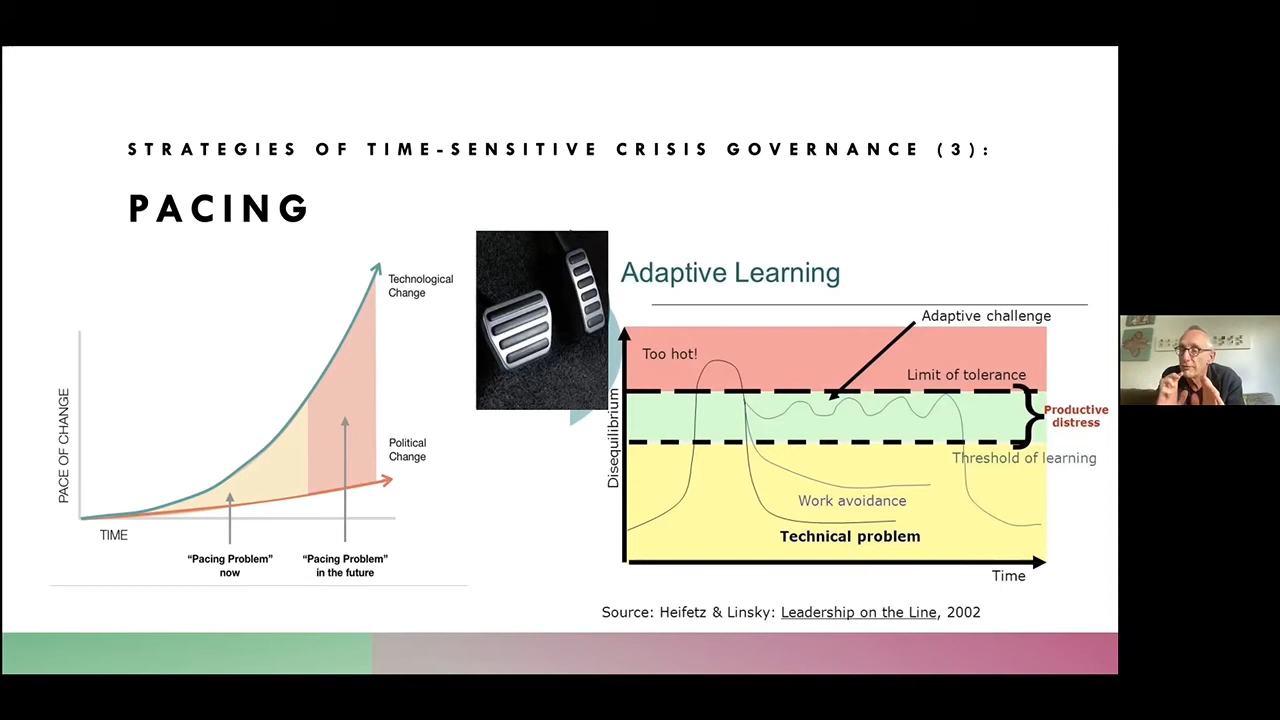 STRATEGIES OF TIME-SENSITIVE CRISIS GOVERNANCE (3):
PACING
Technological
Change
PACE OF CHANGE
Political
Change
TIME
“Pacing Problem”
now
“Pacing Problem”
in the future
Adaptive Learning
Adaptive challenge
Too hot!
Limit of tolerance
Disequilibrium
Productive
distress
Threshold of learning
Work avoidance
Technical problem
Time
Source: Heifetz & Linsky: Leadership on the Line, 2002